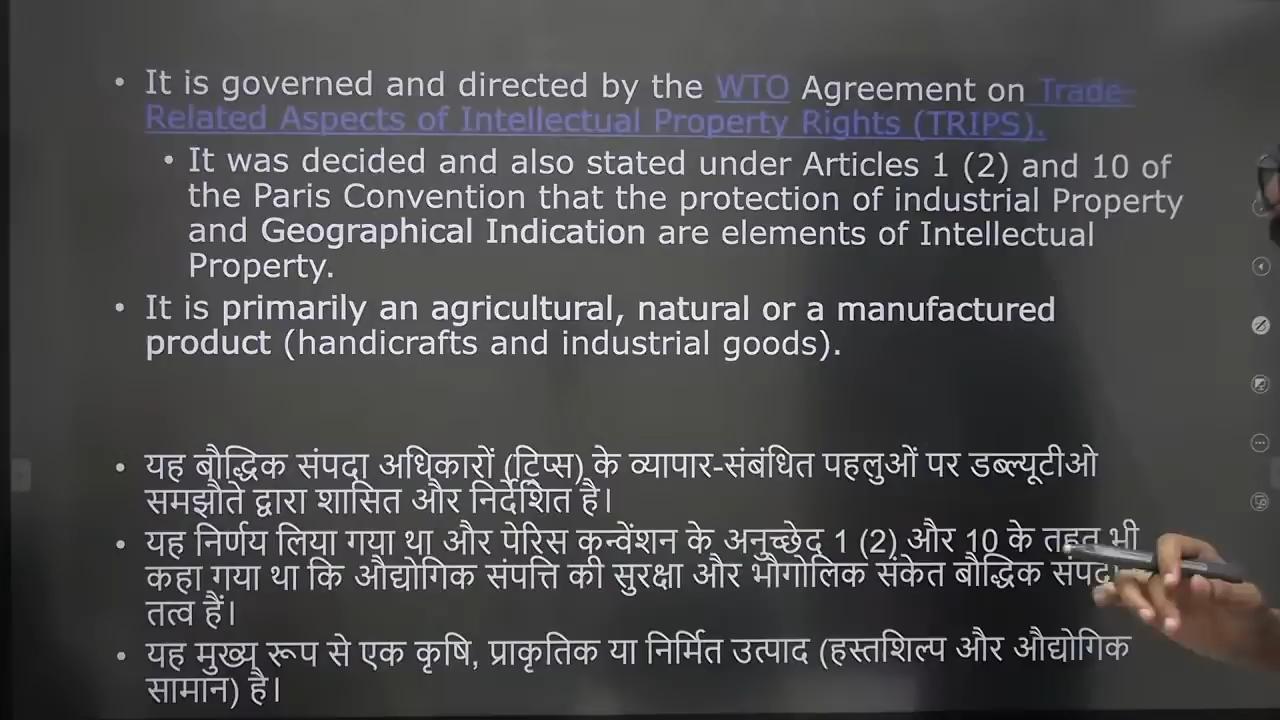 • It is governed and directed by the WTO Agreement on Trade-
Related Aspects of Intellectual Property Rights (TRIPS).
• It was decided and also stated under Articles 1 (2) and 10 of
the Paris Convention that the protection of industrial Property
and Geographical Indication are elements of Intellectual
Property.
• It is primarily an agricultural, natural or a manufactured
product (handicrafts and industrial goods).
• यह बौद्धिक संपदा अधिकारों (ट्रिप्स) के व्यापार-संबंधित पहलुओं पर डब्ल्यूटीओ
समझौते द्वारा शासित और निर्देशित है।
• यह निर्णय लिया गया था और पेरिस कन्वेंशन के अनुच्छेद 1 (2) और 10 के तहत भी
कहा गया था कि औद्योगिक संपत्ति की सुरक्षा और भौगोलिक संकेत बौद्धिक
तत्व हैं।
• यह मुख्य रूप से एक कृषि, प्राकृतिक या निर्मित उत्पाद (हस्तशिल्प और औद्योगिक
सामान) है।